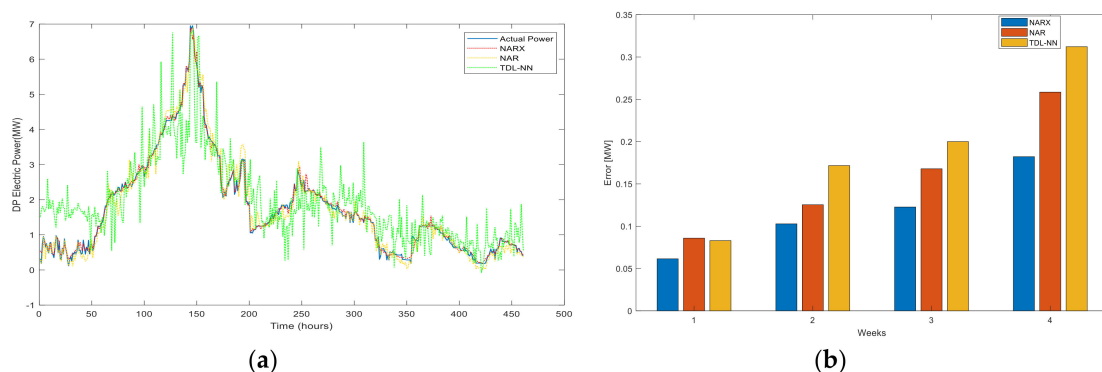 7
6
5
4
3
2
1
0
-1
DP Electric Power(MW)
Actual Power
NARX
NAR
TDL-NN
0 50 100 150 200 250 300 350 400 450 500
Time (hours)
(a)
0.35
0.3
0.25
0.2
0.15
0.1
0.05
0
Error [MW]
NARX
NAR
TDL-NN
1 2 3 4
Weeks
(b)